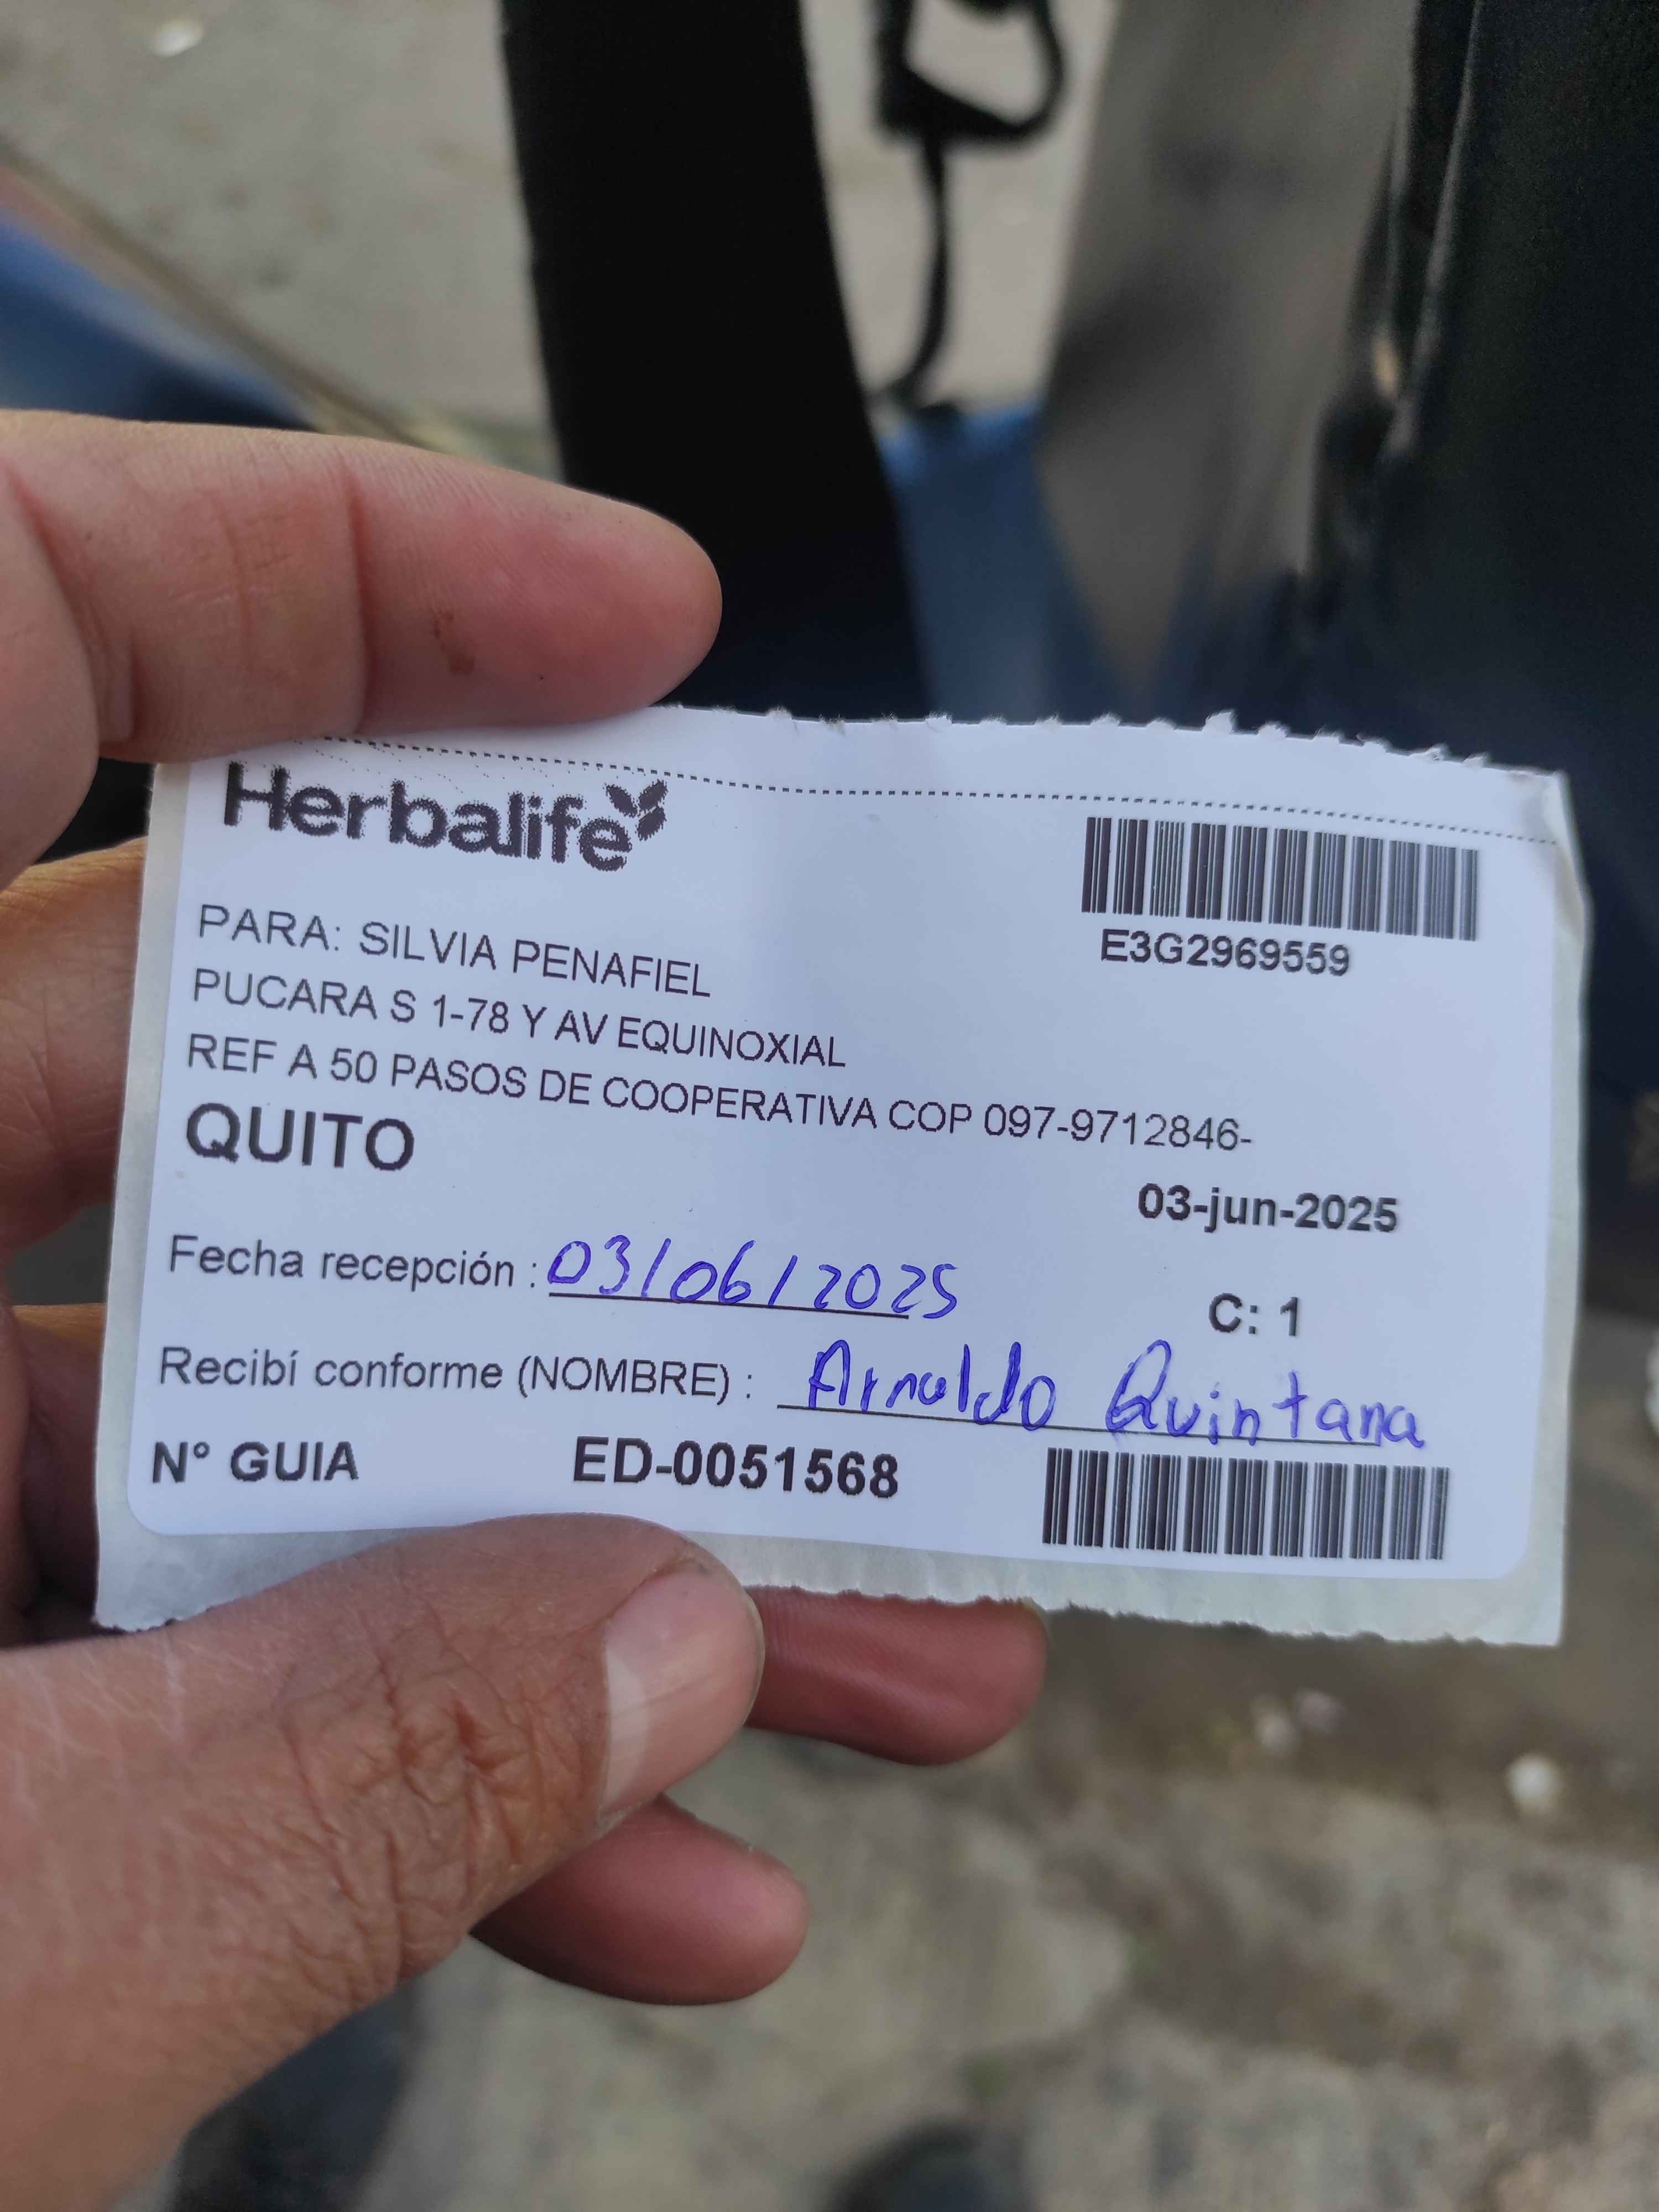 Herbalife
E3G2969559
PARA: SILVIA PENAFIEL
PUCARA S 1-78 Y AV EQUINOXIAL
REF A 50 PASOS DE COOPERATIVA COP 097-9712846-
QUITO
03-jun-2025
Fecha recepción : 03/06/2025
C: 1
Recibí conforme (NOMBRE) : Arnaldo Quintana
N° GUIA ED-0051568